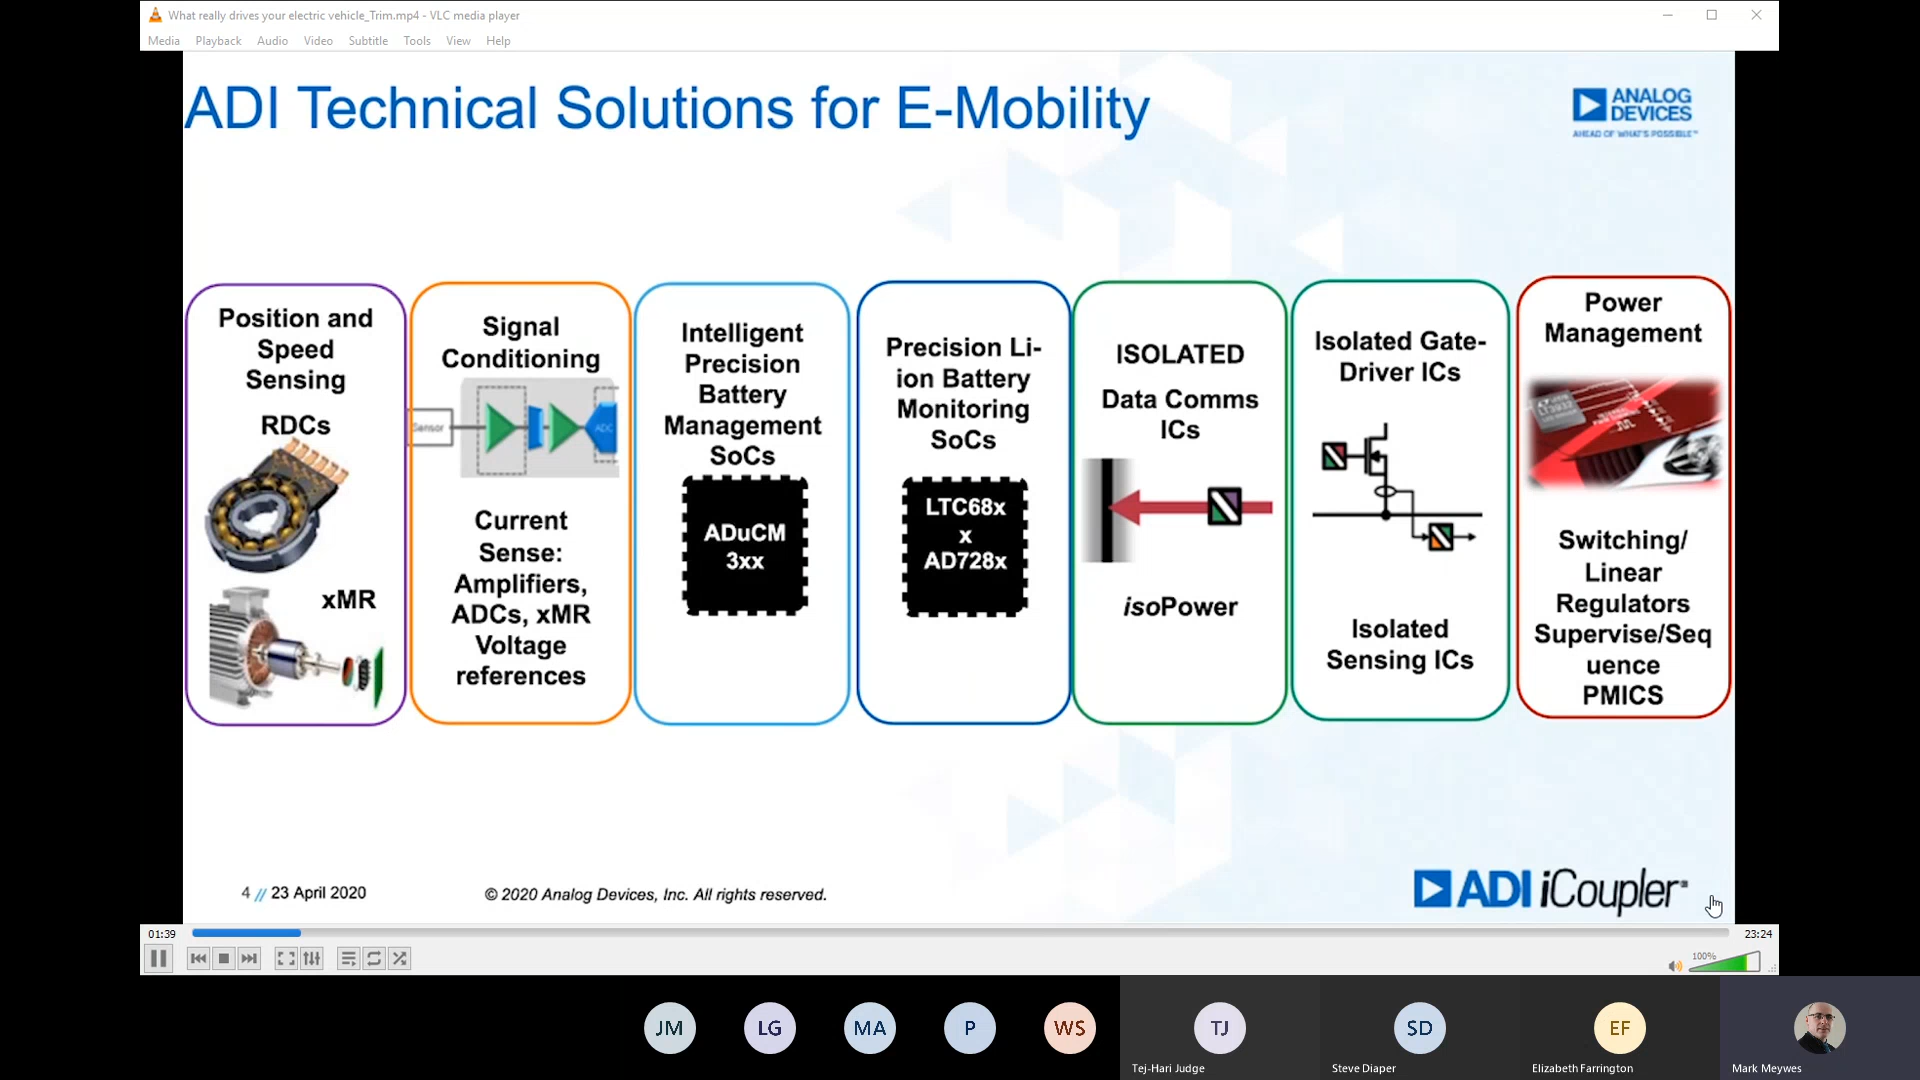 What really drives your electric vehicle_Trim.mp4 - VLC media player
Media Playback Audio Video Subtitle Tools View Help
ADI Technical Solutions for E-Mobility
ANALOG
DEVICES
AHEAD OF WHAT'S POSSIBLE™
Position and
Speed
Sensing
RDCs
xMR
Signal
Conditioning
Sensor
ADC
Current
Sense:
Amplifiers,
ADCs, xMR
Voltage
references
Intelligent
Precision
Battery
Management
SoCs
ADuCM
3xx
Precision Li-
ion Battery
Monitoring
SoCs
LTC68x
x
AD728x
ISOLATED
Data Comms
ICs
isoPower
Isolated Gate-
Driver ICs
Isolated
Sensing ICs
Power
Management
LT3932
Switching/
Linear
Regulators
Supervise/Seq
uence
PMICS
4 // 23 April 2020
© 2020 Analog Devices, Inc. All rights reserved.
ADI iCoupler
01:39
23:24
100%
JM
LG
MA
P
WS
TJ
SD
EF
Tej-Hari Judge
Steve Diaper
Elizabeth Farrington
Mark Meywes